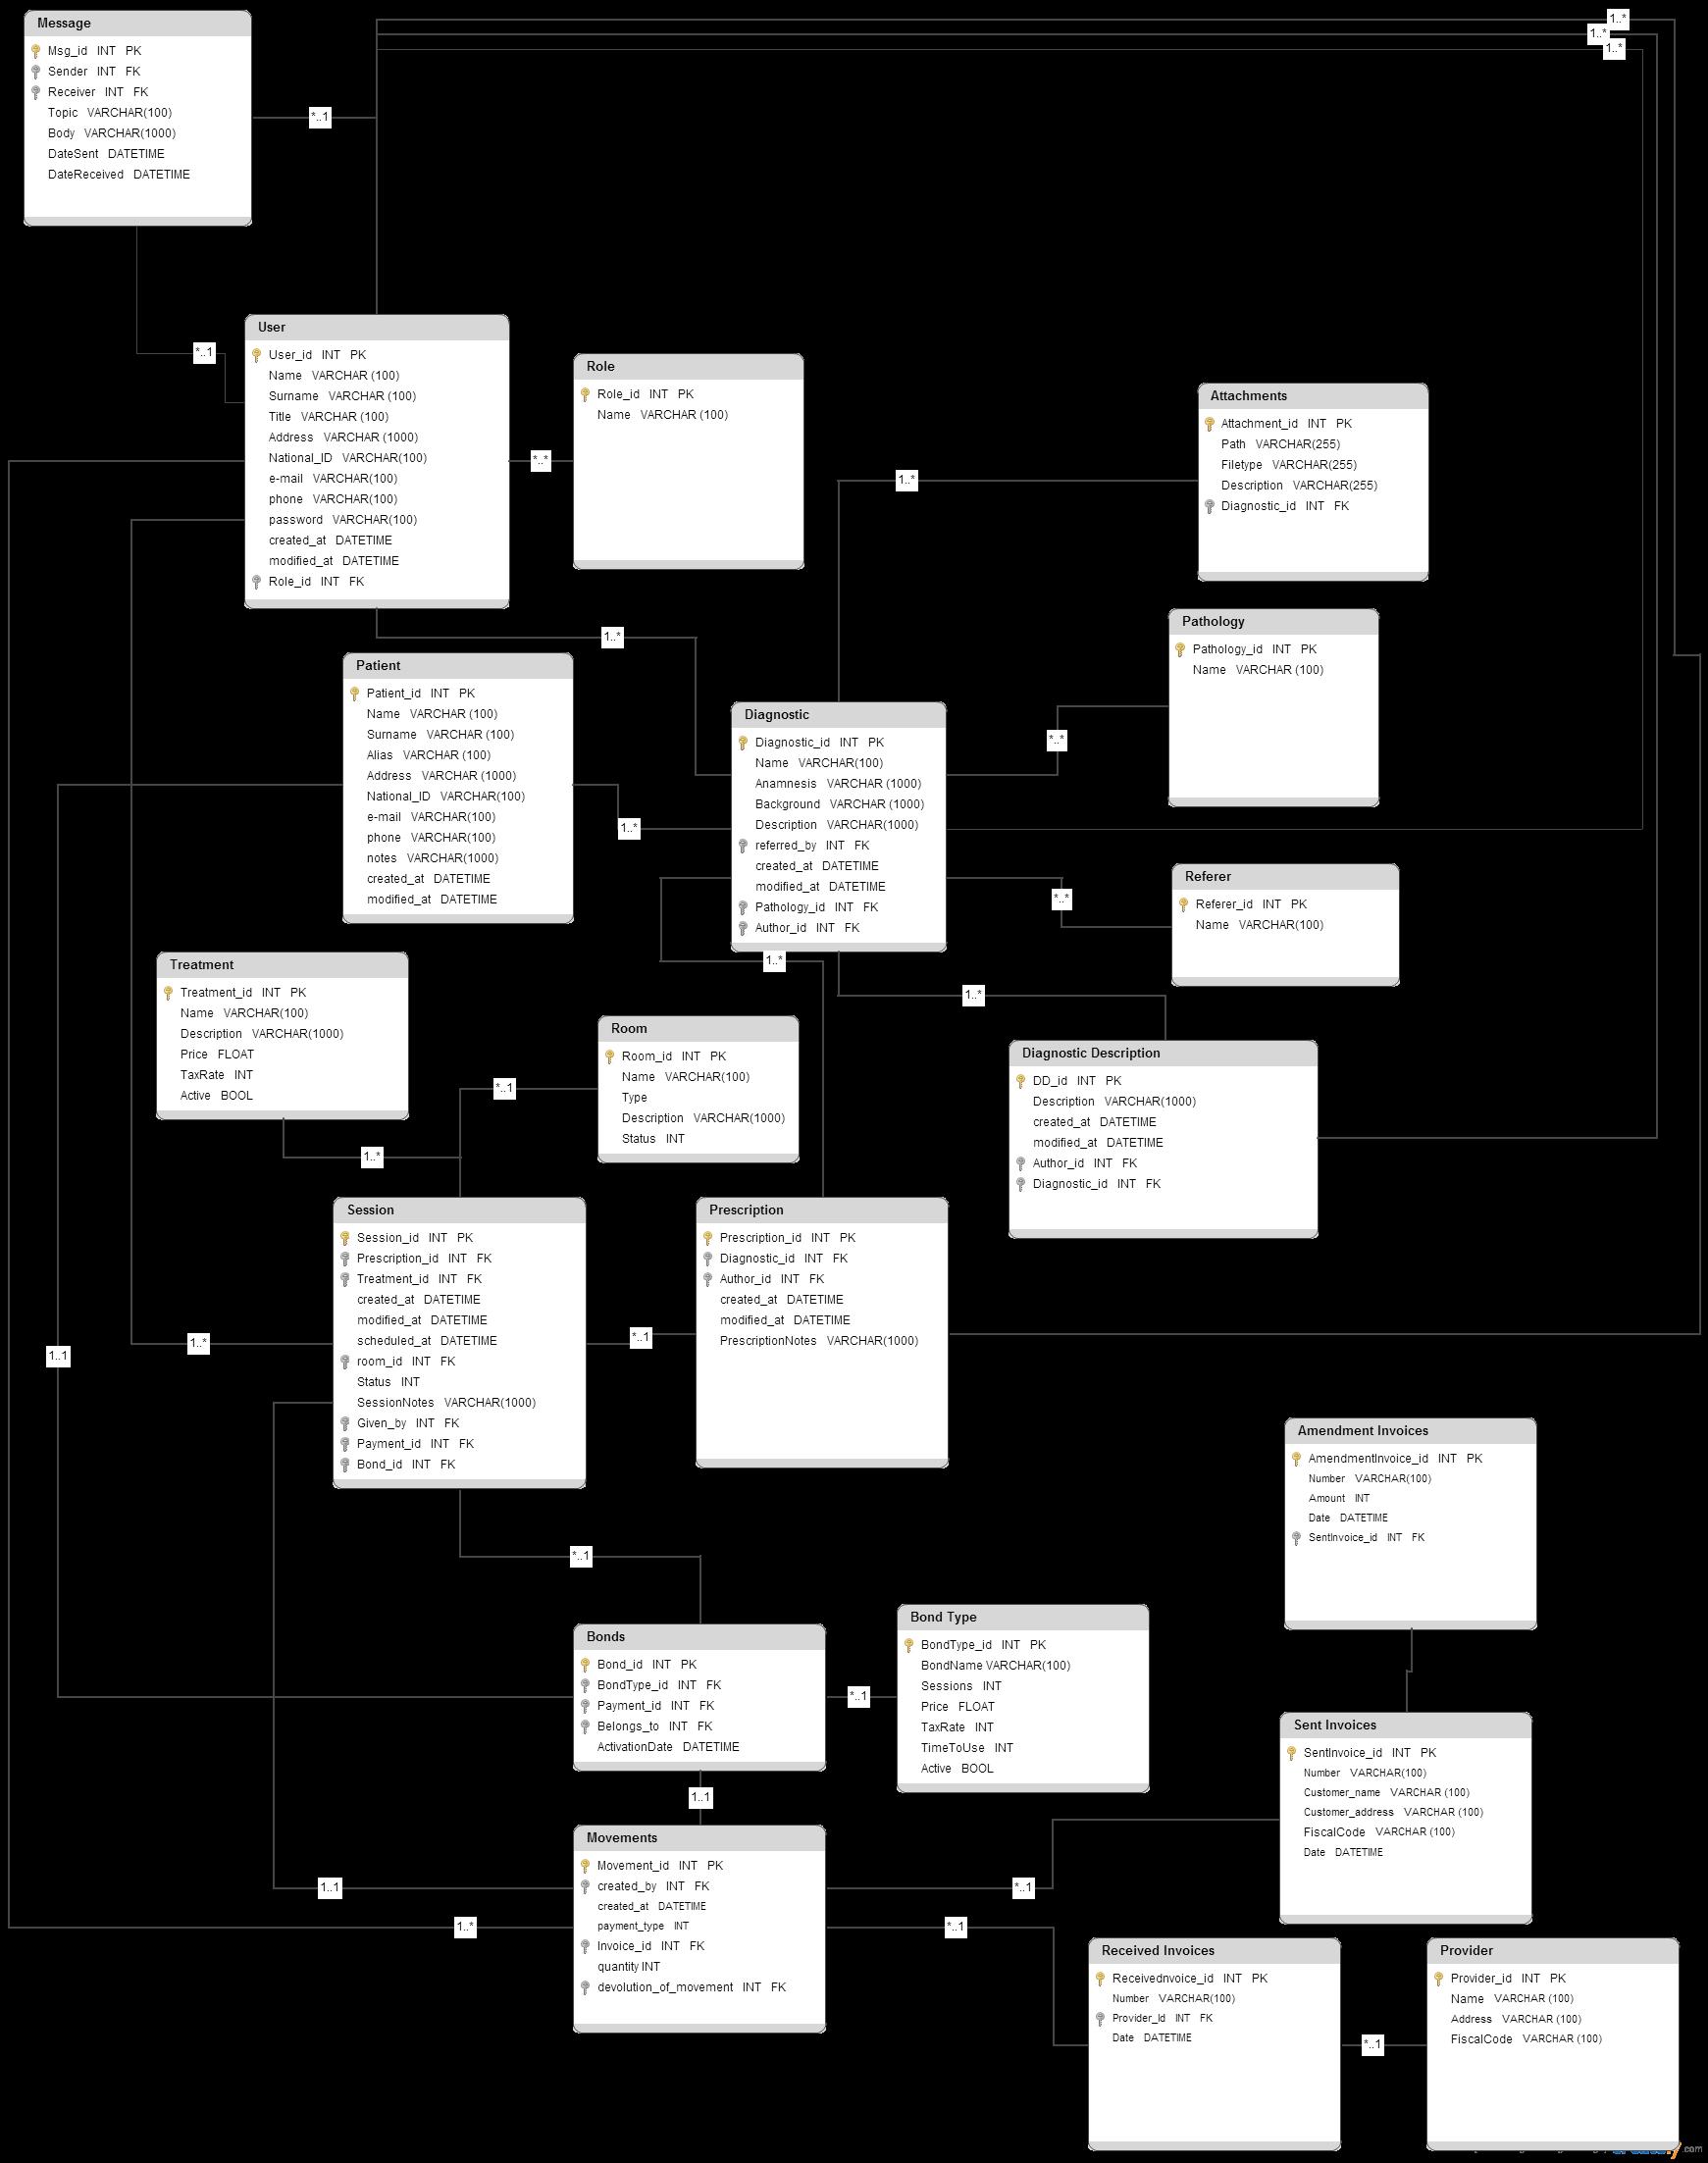 Message
Msg_id INT PK
Sender INT FK
Receiver INT FK
Topic VARCHAR(100)
Body VARCHAR(1000)
DateSent DATETIME
DateReceived DATETIME
1..*
1..*
1..*
*..1
*..1
User
User_id INT PK
Name VARCHAR (100)
Surname VARCHAR (100)
Title VARCHAR (100)
Address VARCHAR (1000)
National_ID VARCHAR(100)
e-mail VARCHAR(100)
phone VARCHAR(100)
password VARCHAR(100)
created_at DATETIME
modified_at DATETIME
Role_id INT FK
*..*
Role
Role_id INT PK
Name VARCHAR (100)
Attachments
Attachment_id INT PK
Path VARCHAR(255)
Filetype VARCHAR(255)
Description VARCHAR(255)
Diagnostic_id INT FK
1..*
1..*
Pathology
Pathology_id INT PK
Name VARCHAR (100)
*..*
Patient
Patient_id INT PK
Name VARCHAR (100)
Surname VARCHAR (100)
Alias VARCHAR (100)
Address VARCHAR (1000)
National_ID VARCHAR(100)
e-mail VARCHAR(100)
phone VARCHAR(100)
notes VARCHAR(1000)
created_at DATETIME
modified_at DATETIME
1..*
Diagnostic
Diagnostic_id INT PK
Name VARCHAR(100)
Anamnesis VARCHAR (1000)
Background VARCHAR (1000)
Description VARCHAR(1000)
referred_by INT FK
created_at DATETIME
modified_at DATETIME
Pathology_id INT FK
Author_id INT FK
*..*
1..*
1..*
Referer
Referer_id INT PK
Name VARCHAR(100)
Treatment
Treatment_id INT PK
Name VARCHAR(100)
Description VARCHAR(1000)
Price FLOAT
TaxRate INT
Active BOOL
Room
Room_id INT PK
Name VARCHAR(100)
Type
Description VARCHAR(1000)
Status INT
*..1
1..*
Diagnostic Description
DD_id INT PK
Description VARCHAR(1000)
created_at DATETIME
modified_at DATETIME
Author_id INT FK
Diagnostic_id INT FK
Session
Session_id INT PK
Prescription_id INT FK
Treatment_id INT FK
created_at DATETIME
modified_at DATETIME
scheduled_at DATETIME
room_id INT FK
Status INT
SessionNotes VARCHAR(1000)
Given_by INT FK
Payment_id INT FK
Bond_id INT FK
1..*
1..1
*..1
Prescription
Prescription_id INT PK
Diagnostic_id INT FK
Author_id INT FK
created_at DATETIME
modified_at DATETIME
PrescriptionNotes VARCHAR(1000)
Amendment Invoices
AmendmentInvoice_id INT PK
Number VARCHAR(100)
Amount INT
Date DATETIME
SentInvoice_id INT FK
*..1
Bonds
Bond_id INT PK
BondType_id INT FK
Payment_id INT FK
Belongs_to INT FK
ActivationDate DATETIME
*..1
Bond Type
BondType_id INT PK
BondName VARCHAR(100)
Sessions INT
Price FLOAT
TaxRate INT
TimeToUse INT
Active BOOL
Sent Invoices
SentInvoice_id INT PK
Number VARCHAR(100)
Customer_name VARCHAR (100)
Customer_address VARCHAR (100)
FiscalCode VARCHAR (100)
Date DATETIME
1..1
Movements
Movement_id INT PK
created_by INT FK
created_at DATETIME
payment_type INT
Invoice_id INT FK
quantity INT
devolution_of_movement INT FK
1..1
1..*
*..1
*..1
Received Invoices
Receivednvoice_id INT PK
Number VARCHAR(100)
Provider_Id INT FK
Date DATETIME
*..1
Provider
Provider_id INT PK
Name VARCHAR (100)
Address VARCHAR (100)
FiscalCode VARCHAR (100)
.com